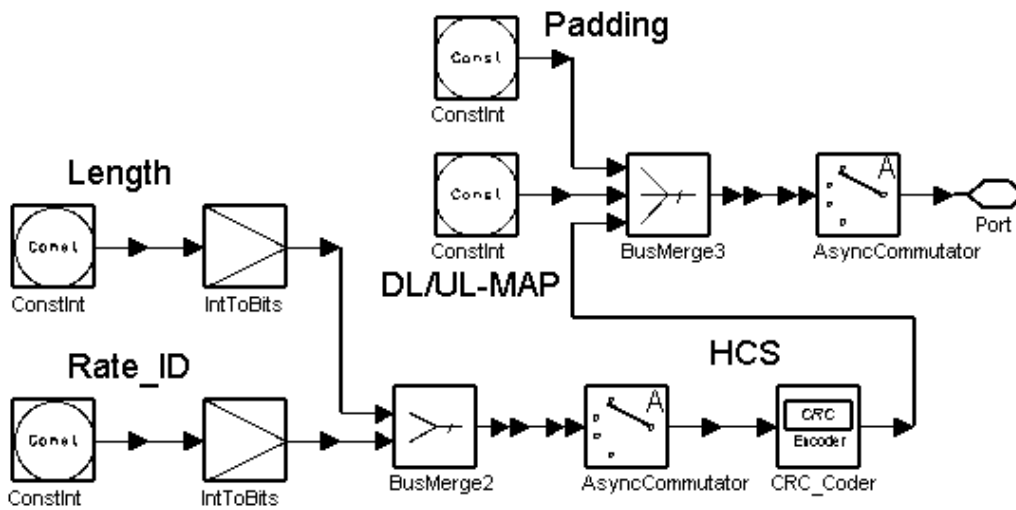 Padding
Const
ConstInt
Length
Const
ConstInt
IntToBits
Const
ConstInt
BusMerge3
A
AsyncCommutator
Port
DL/UL-MAP
HCS
Rate_ID
Const
ConstInt
IntToBits
BusMerge2
A
AsyncCommutator
CRC
Encoder
CRC_Coder